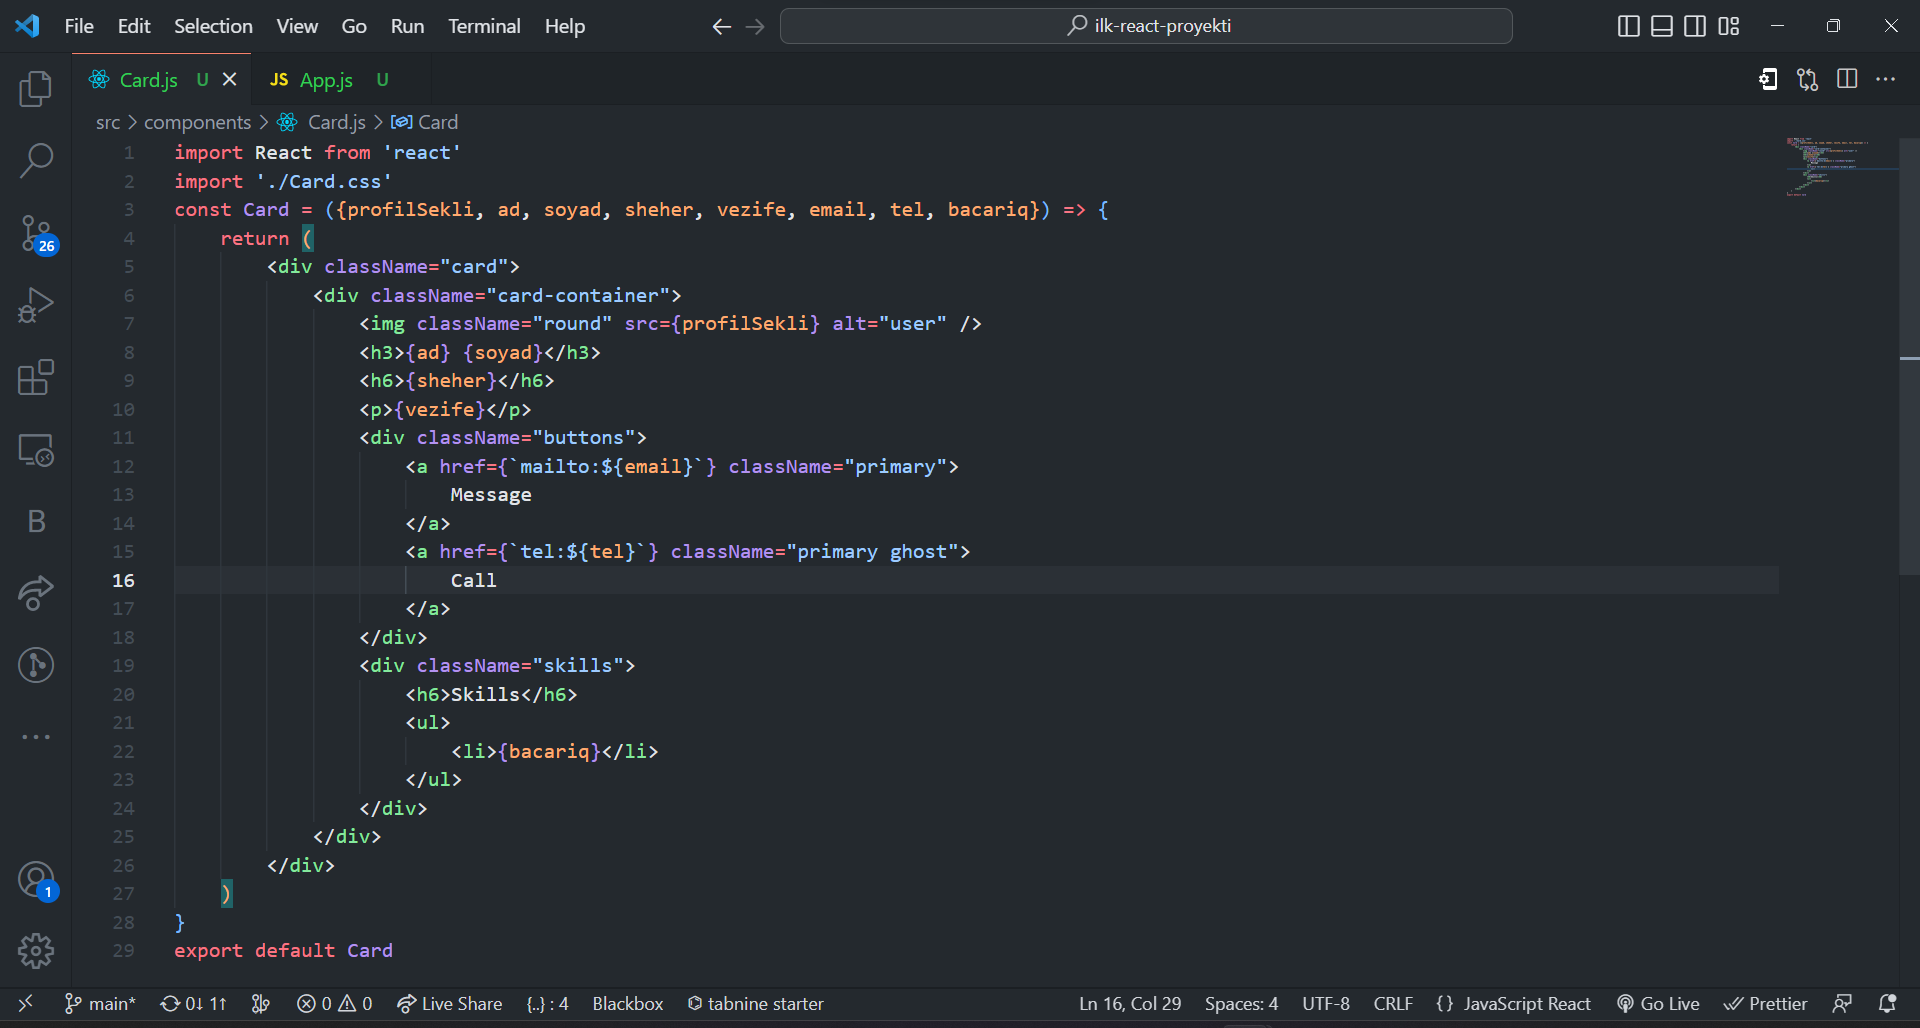 File Edit Selection View Go Run Terminal Help ilk-react-proyekti
Card.js U JS App.js U
src > components > Card.js > Card
1 import React from 'react'
2 import './Card.css'
3 const Card = ({profilSekli, ad, soyad, sheher, vezife, email, tel, bacariq}) => {
4 return (
5 <div className="card">
6 <div className="card-container">
7 <img className="round" src={profilSekli} alt="user" />
8 <h3>{ad} {soyad}</h3>
9 <h6>{sheher}</h6>
10 <p>{vezife}</p>
11 <div className="buttons">
12 <a href={`mailto:${email}`} className="primary">
13 Message
14 </a>
15 <a href={`tel:${tel}`} className="primary ghost">
16 Call
17 </a>
18 </div>
19 <div className="skills">
20 <h6>Skills</h6>
21 <ul>
22 <li>{bacariq}</li>
23 </ul>
24 </div>
25 </div>
26 </div>
27 )
28 }
29 export default Card
26
B
1
main* 0↓ 1↑ 0 0 Live Share {..} : 4 Blackbox tabnine starter Ln 16, Col 29 Spaces: 4 UTF-8 CRLF {} JavaScript React Go Live Prettier